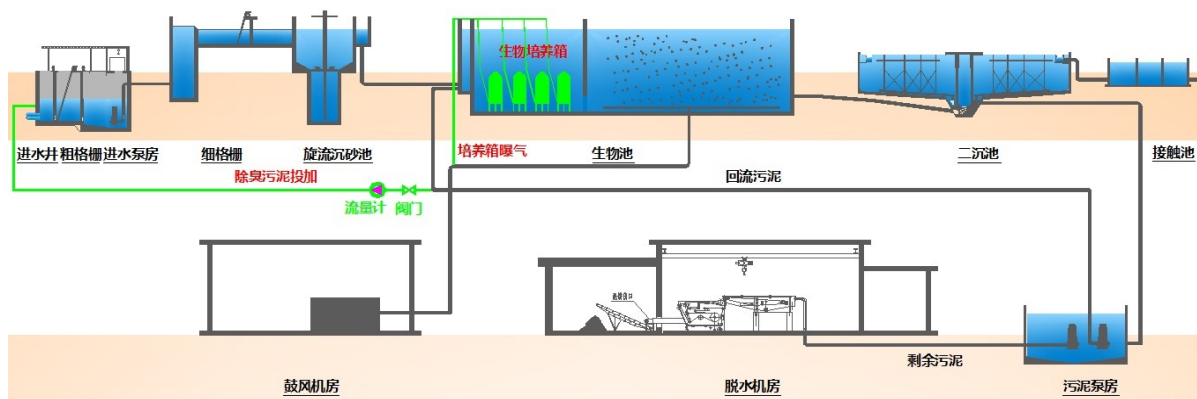 生物培养箱
进水井
粗格栅
进水泵房
细格栅
旋流沉砂池
培养箱曝气
生物池
二沉池
接触池
除臭污泥投加
回流污泥
流量计
阀门
剩余污泥
鼓风机房
脱水机房
污泥泵房